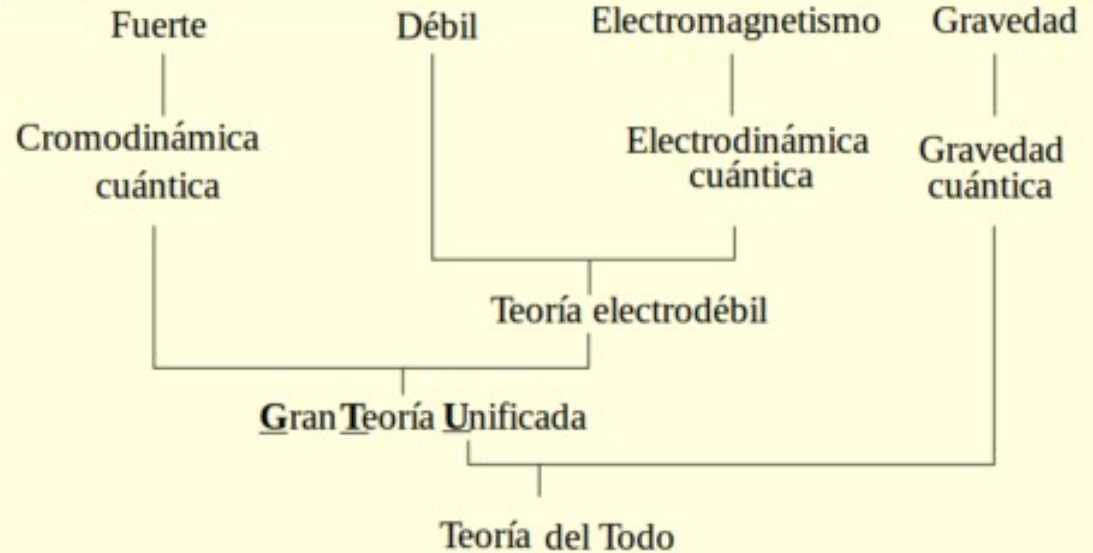 Fuerte
Débil
Electromagnetismo
Gravedad
Cromodinámica
cuántica
Electrodinámica
cuántica
Gravedad
cuántica
Teoría electrodébil
Gran Teoría Unificada
Teoría del Todo